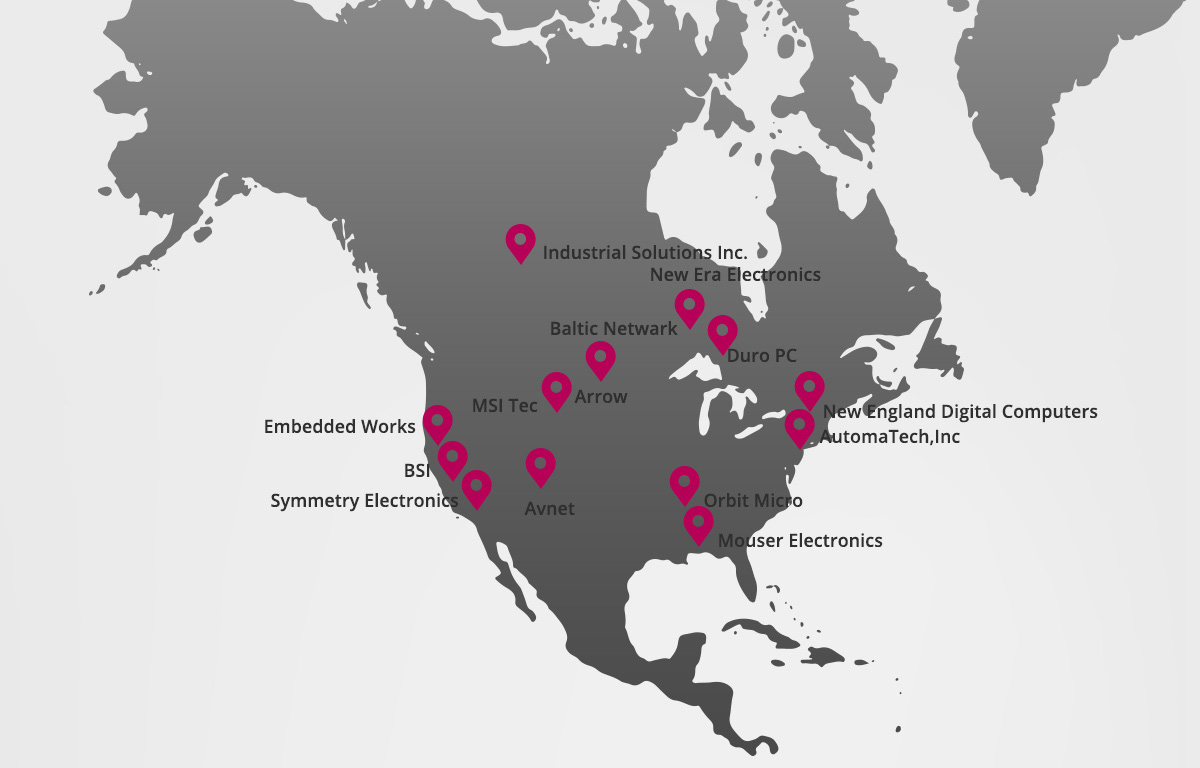 Industrial Solutions Inc.
New Era Electronics
Baltic Netwark
Duro PC
Arrow
MSI Tec
New England Digital Computers
Embedded Works
AutomaTech,Inc
BSI
Symmetry Electronics
Orbit Micro
Avnet
Mouser Electronics